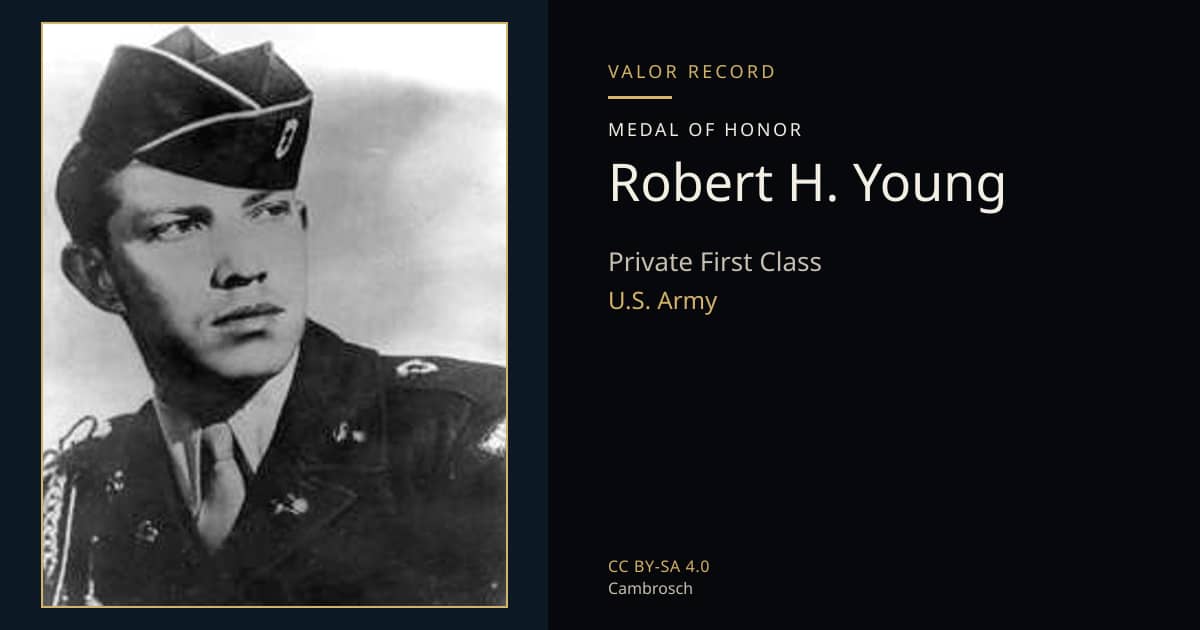 VALOR RECORD
MEDAL OF HONOR
Robert H. Young
Private First Class
U.S. Army
CC BY-SA 4.0
Cambrosch